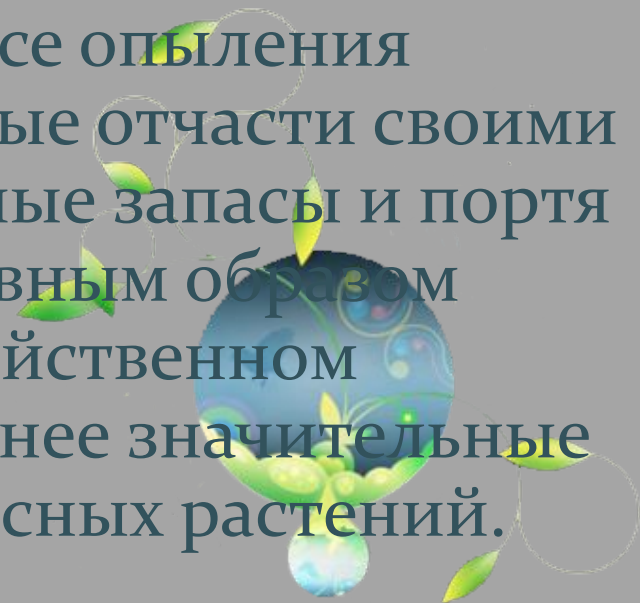 се опыления
ые отчасти своими
ные запасы и портя
вным образом
йственном
нее значительные
сных растений.